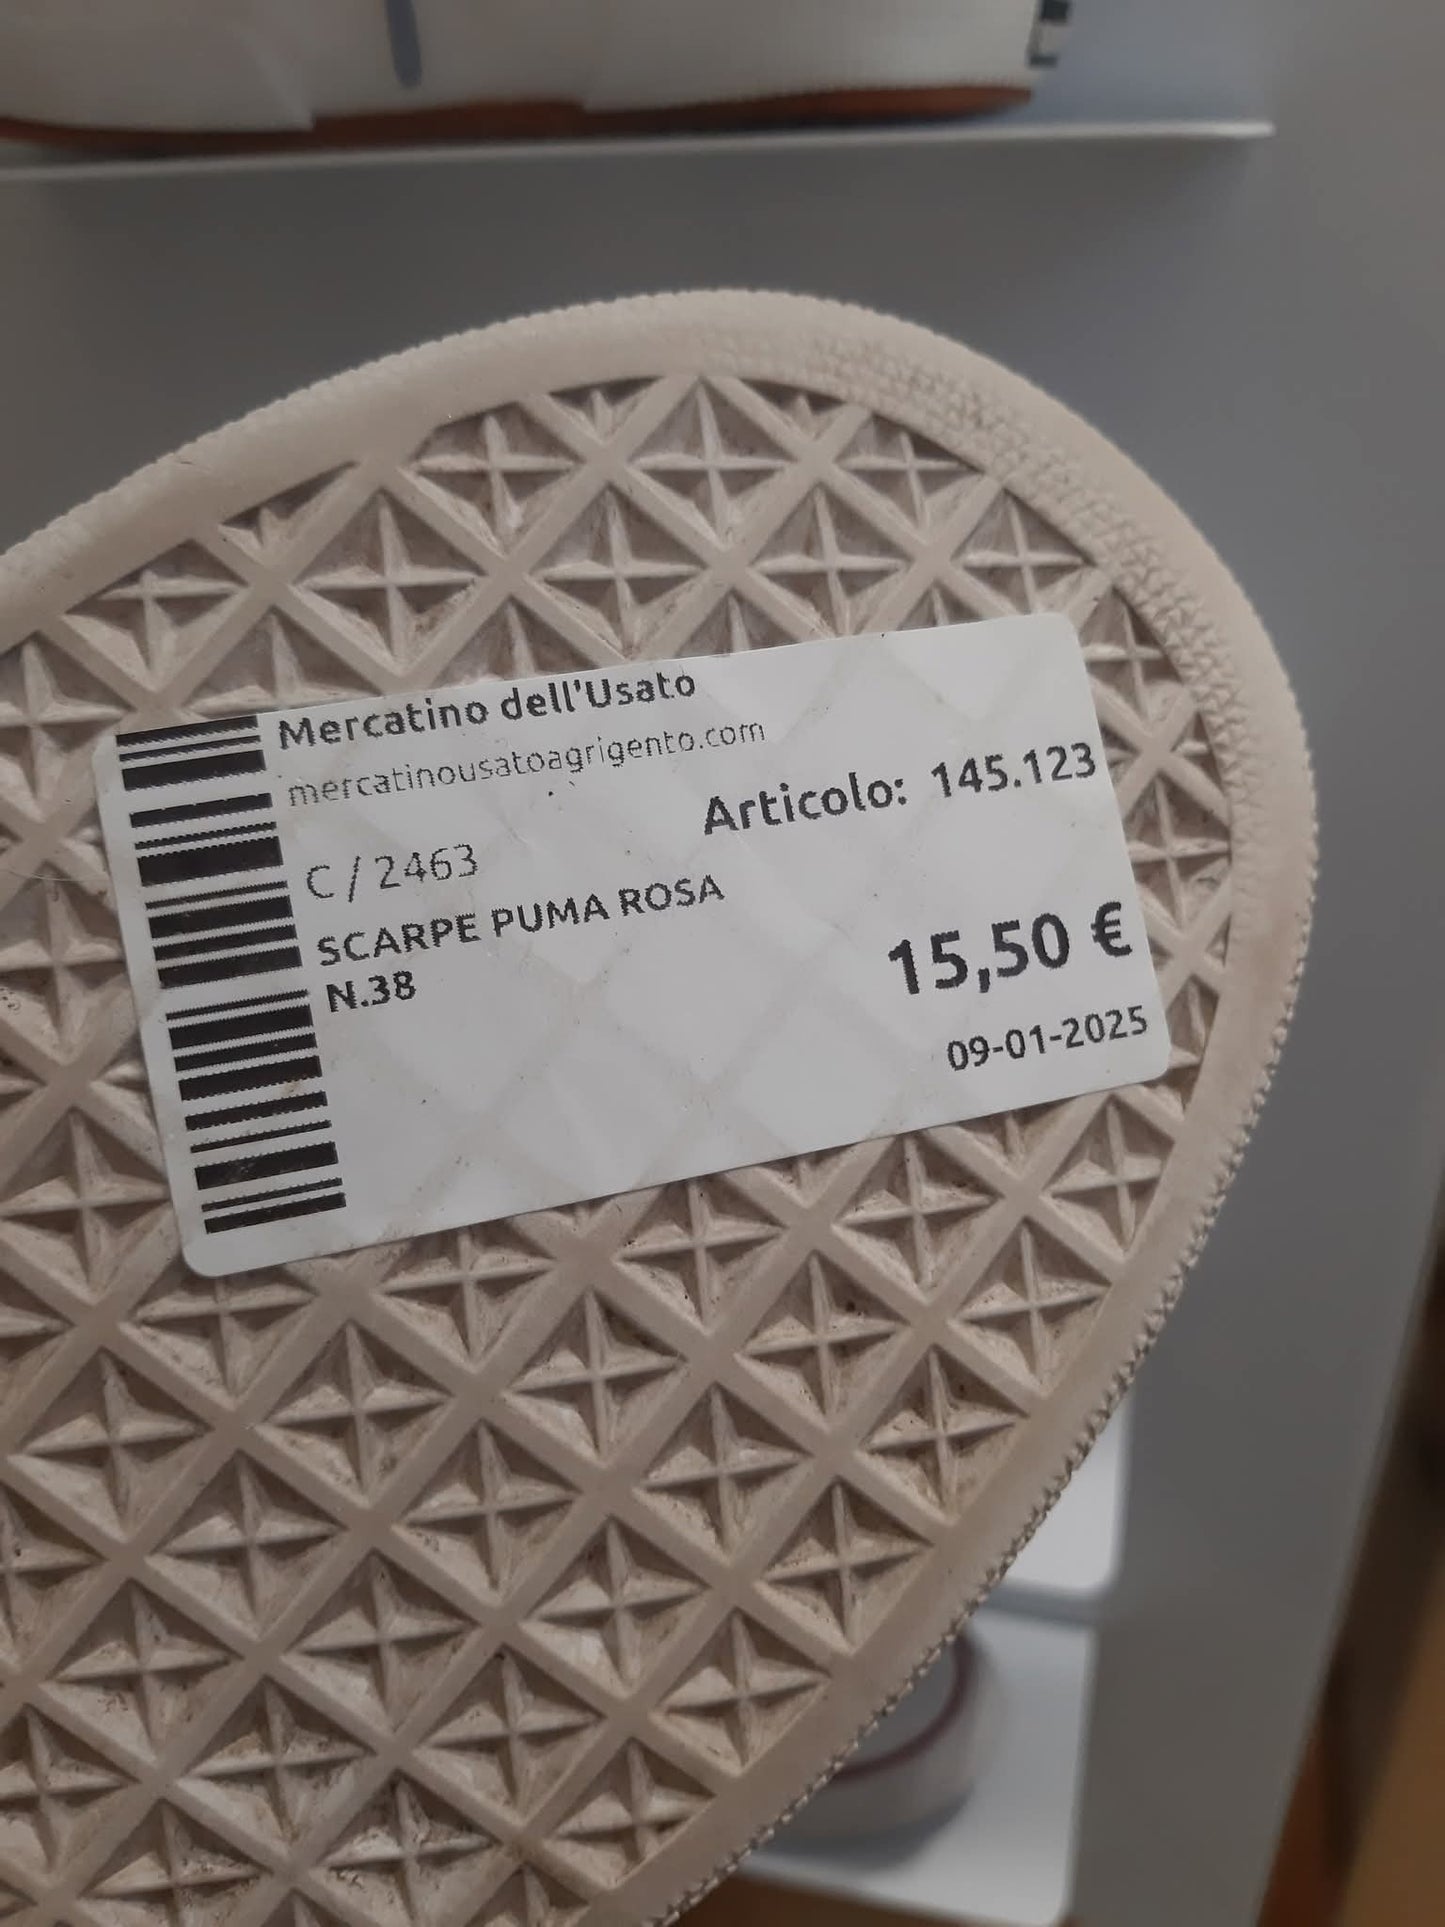 Mercatino dell'Usato
mercatinousatoagrigento.com
Articolo: 145.123
C/2463
SCARPE PUMA ROSA
N.38
15,50 €
09-01-2025